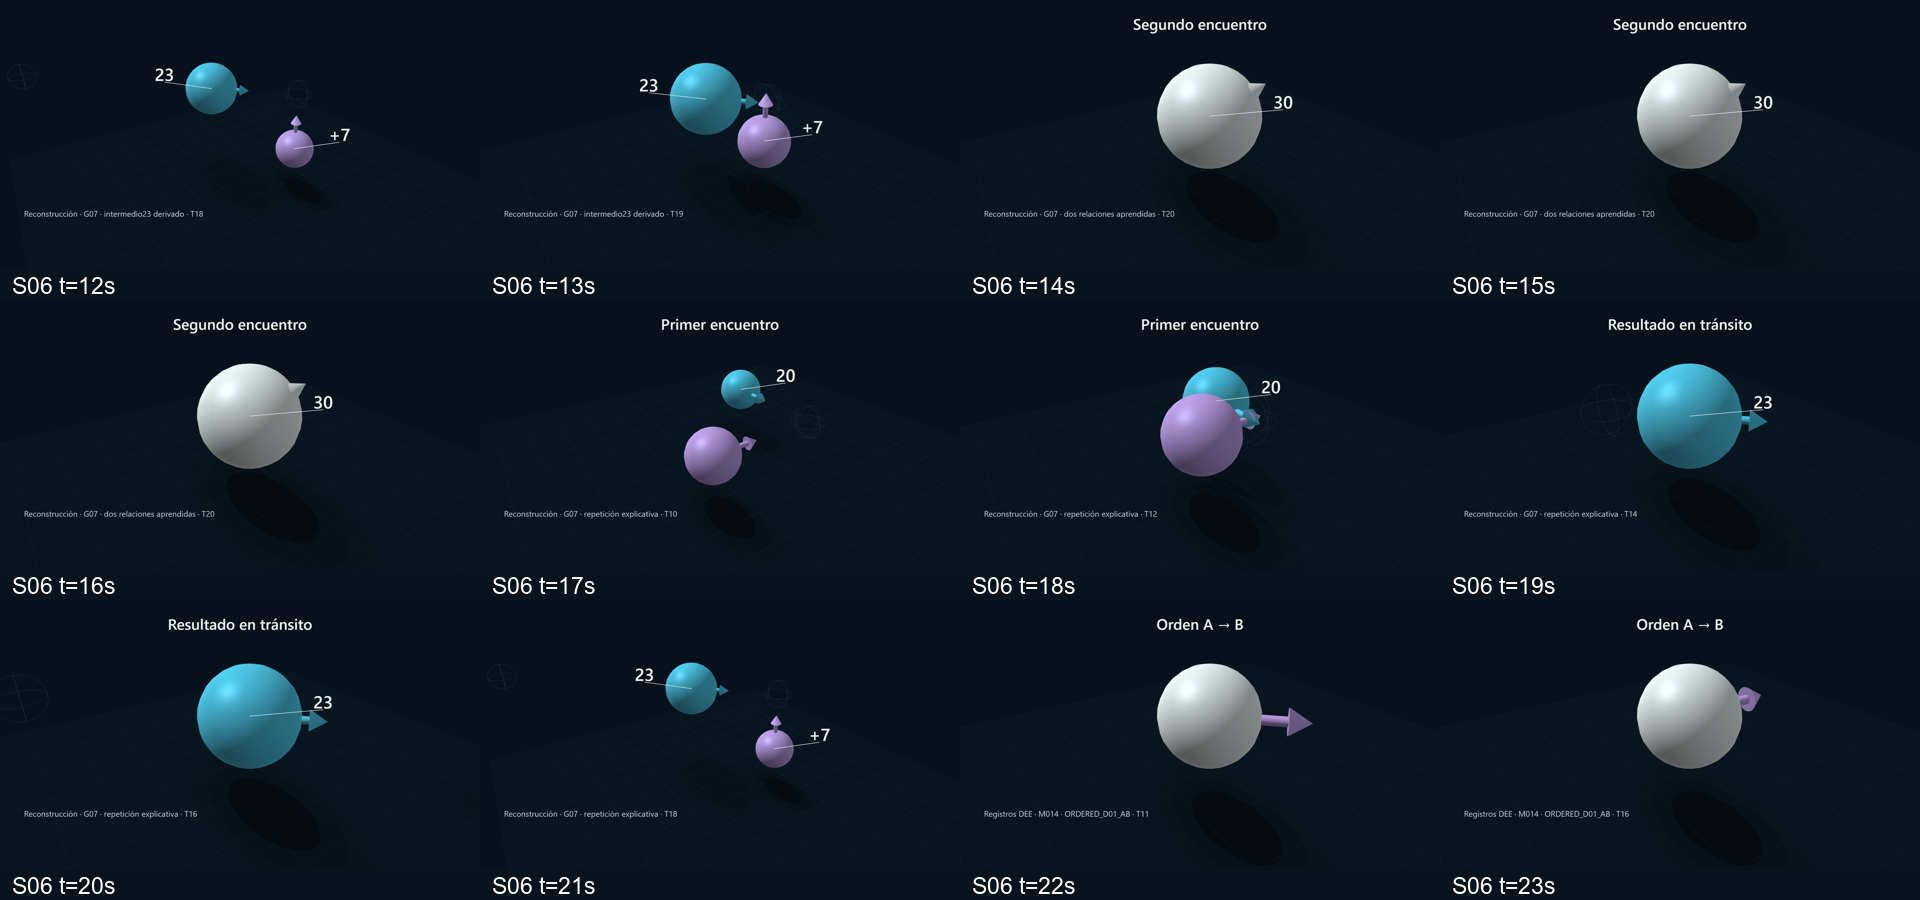 23
+7
Reconstrucción · G07 · intermedio23 derivado · T18
S06 t=12s
23
+7
Reconstrucción · G07 · intermedio23 derivado · T19
S06 t=13s
Segundo encuentro
30
Reconstrucción · G07 · dos relaciones aprendidas · T20
S06 t=14s
Segundo encuentro
30
Reconstrucción · G07 · dos relaciones aprendidas · T20
S06 t=15s
Segundo encuentro
30
Reconstrucción · G07 · dos relaciones aprendidas · T20
S06 t=16s
Primer encuentro
20
Reconstrucción · G07 · repetición explicativa · T10
S06 t=17s
Primer encuentro
20
Reconstrucción · G07 · repetición explicativa · T12
S06 t=18s
Resultado en tránsito
23
Reconstrucción · G07 · repetición explicativa · T14
S06 t=19s
Resultado en tránsito
23
Reconstrucción · G07 · repetición explicativa · T16
S06 t=20s
23
+7
Reconstrucción · G07 · repetición explicativa · T18
S06 t=21s
Orden A → B
Registros DEE · M014 · ORDERED_D01_AB · T11
S06 t=22s
Orden A → B
Registros DEE · M014 · ORDERED_D01_AB · T16
S06 t=23s